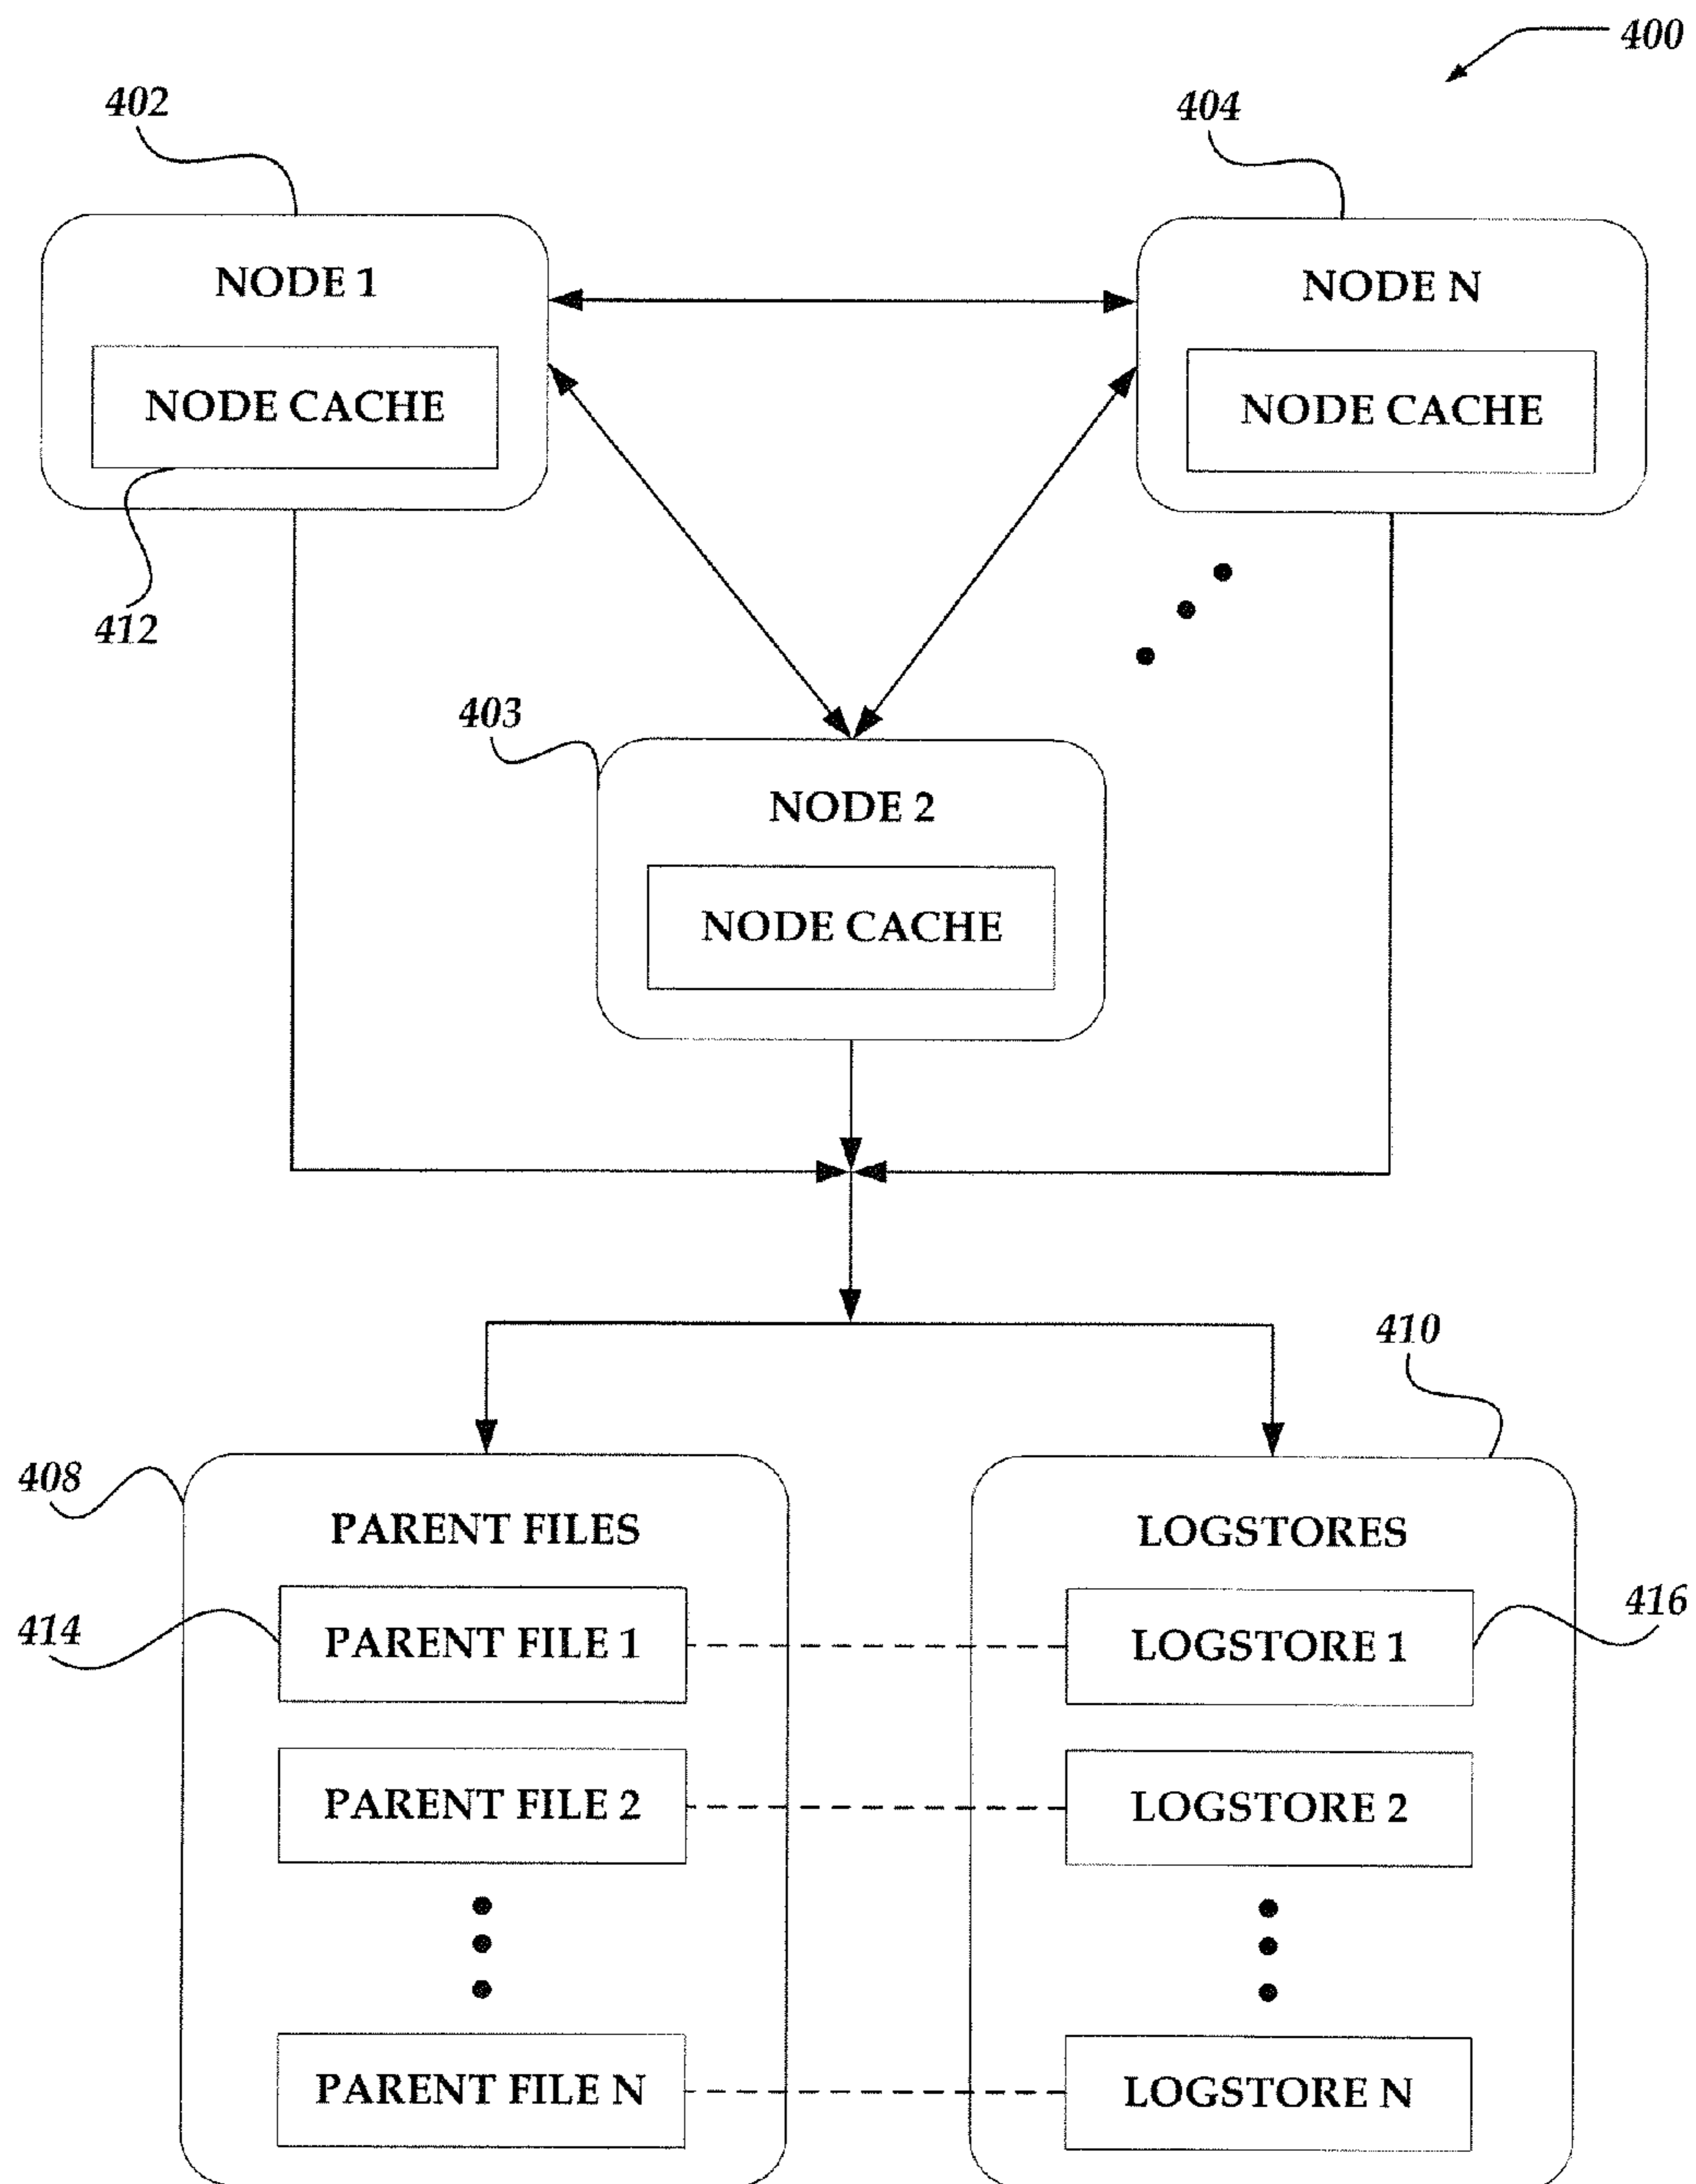 400
402
404
NODE 1
NODE N
NODE CACHE
NODE CACHE
412
403
NODE 2
NODE CACHE
410
408
PARENT FILES
LOGSTORES
414
416
PARENT FILE 1
LOGSTORE 1
PARENT FILE 2
LOGSTORE 2
PARENT FILE N
LOGSTORE N